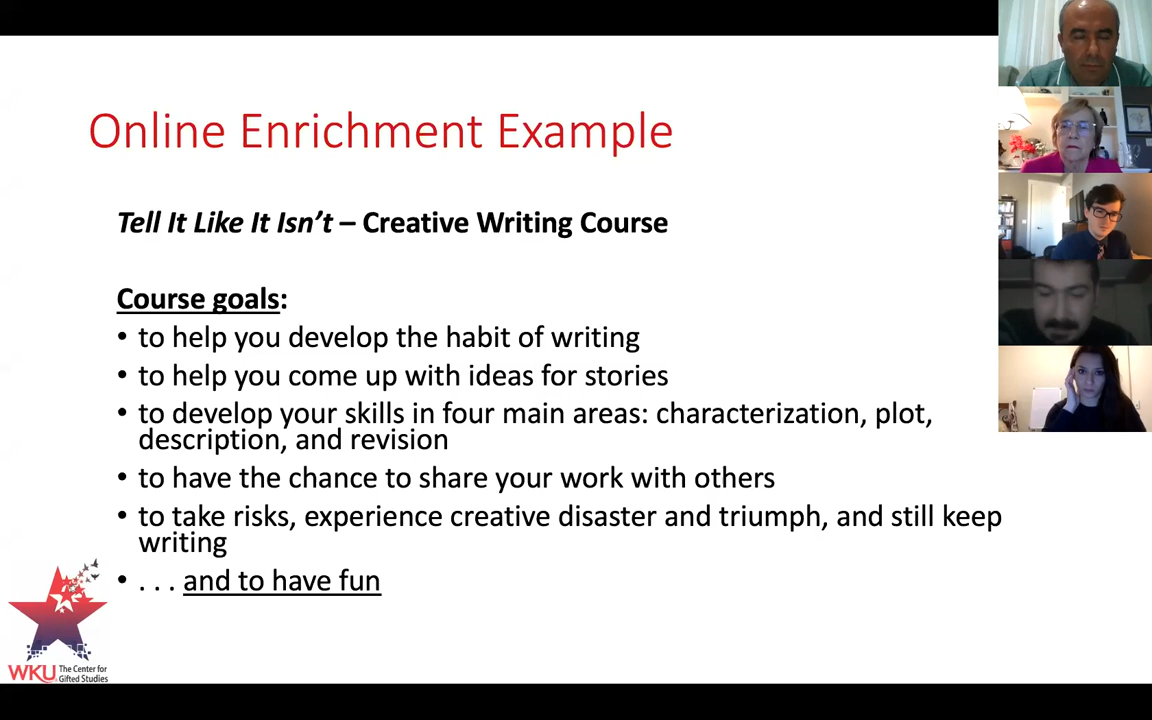 Online Enrichment Example
Tell It Like It Isn’t – Creative Writing Course
Course goals:
• to help you develop the habit of writing
• to help you come up with ideas for stories
• to develop your skills in four main areas: characterization, plot,
description, and revision
• to have the chance to share your work with others
• to take risks, experience creative disaster and triumph, and still keep
writing
• . . . and to have fun
WKU The Center for
Gifted Studies